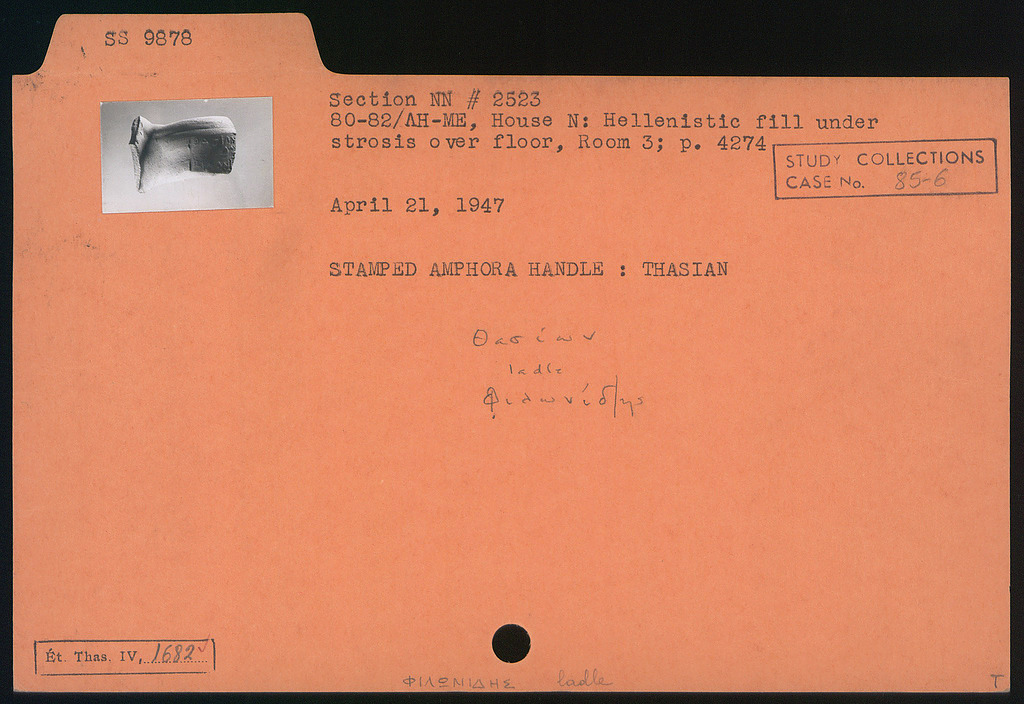 SS 9878
Section NN # 2523
80-82/ΛH-ME, House N: Hellenistic fill under
strosis over floor, Room 3; p. 4274
STUDY COLLECTIONS
CASE No. 85-6
April 21, 1947
STAMPED AMPHORA HANDLE : THASIAN
Θασίων
ladle
Φιλωνίδης
Ét. Thas. IV, 1682
ΦΙΛΩΝΙΔΗΣ ladle
T